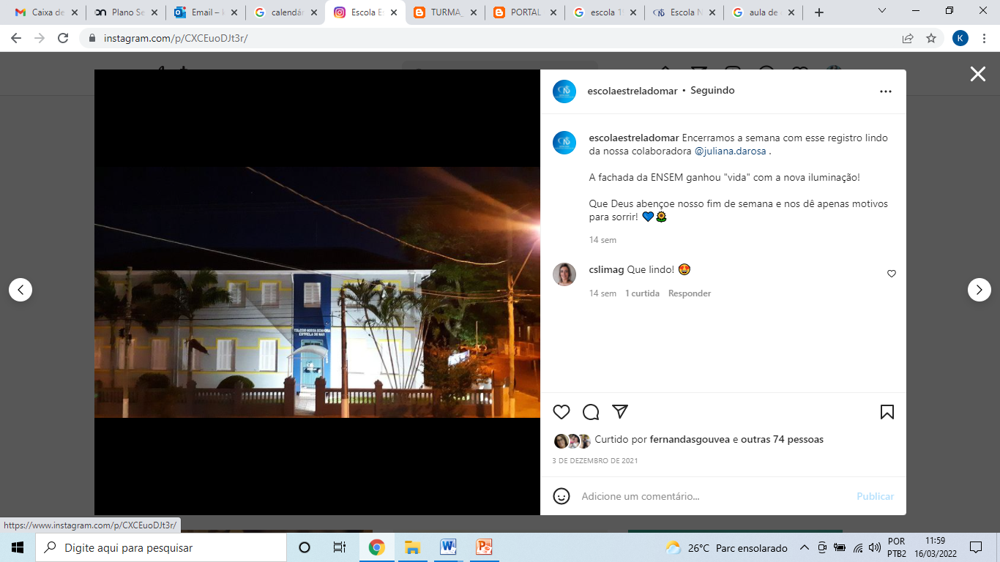 Caixa de
Plano Se
Email –
calendár
Escola Es
TURMA_
PORTAL
escola 1
Escola N
aula de
instagram.com/p/CXCEuoDJt3r/
K
escolaestreladomar • Seguindo
escolaestreladomar Encerramos a semana com esse registro lindo
da nossa colaboradora @juliana.darosa .
A fachada da ENSEM ganhou "vida" com a nova iluminação!
Que Deus abençoe nosso fim de semana e nos dê apenas motivos
para sorrir! 💙🌻
14 sem
cslimag Que lindo! 😍
14 sem 1 curtida Responder
COLÉGIO NOSSA SENHORA
ESTRELA DO MAR
Curtido por fernandasgouvea e outras 74 pessoas
3 DE DEZEMBRO DE 2021
Adicione um comentário... Publicar
https://www.instagram.com/p/CXCEuoDJt3r/
Digite aqui para pesquisar
26°C Parc ensolarado
POR
PTB2
11:59
16/03/2022